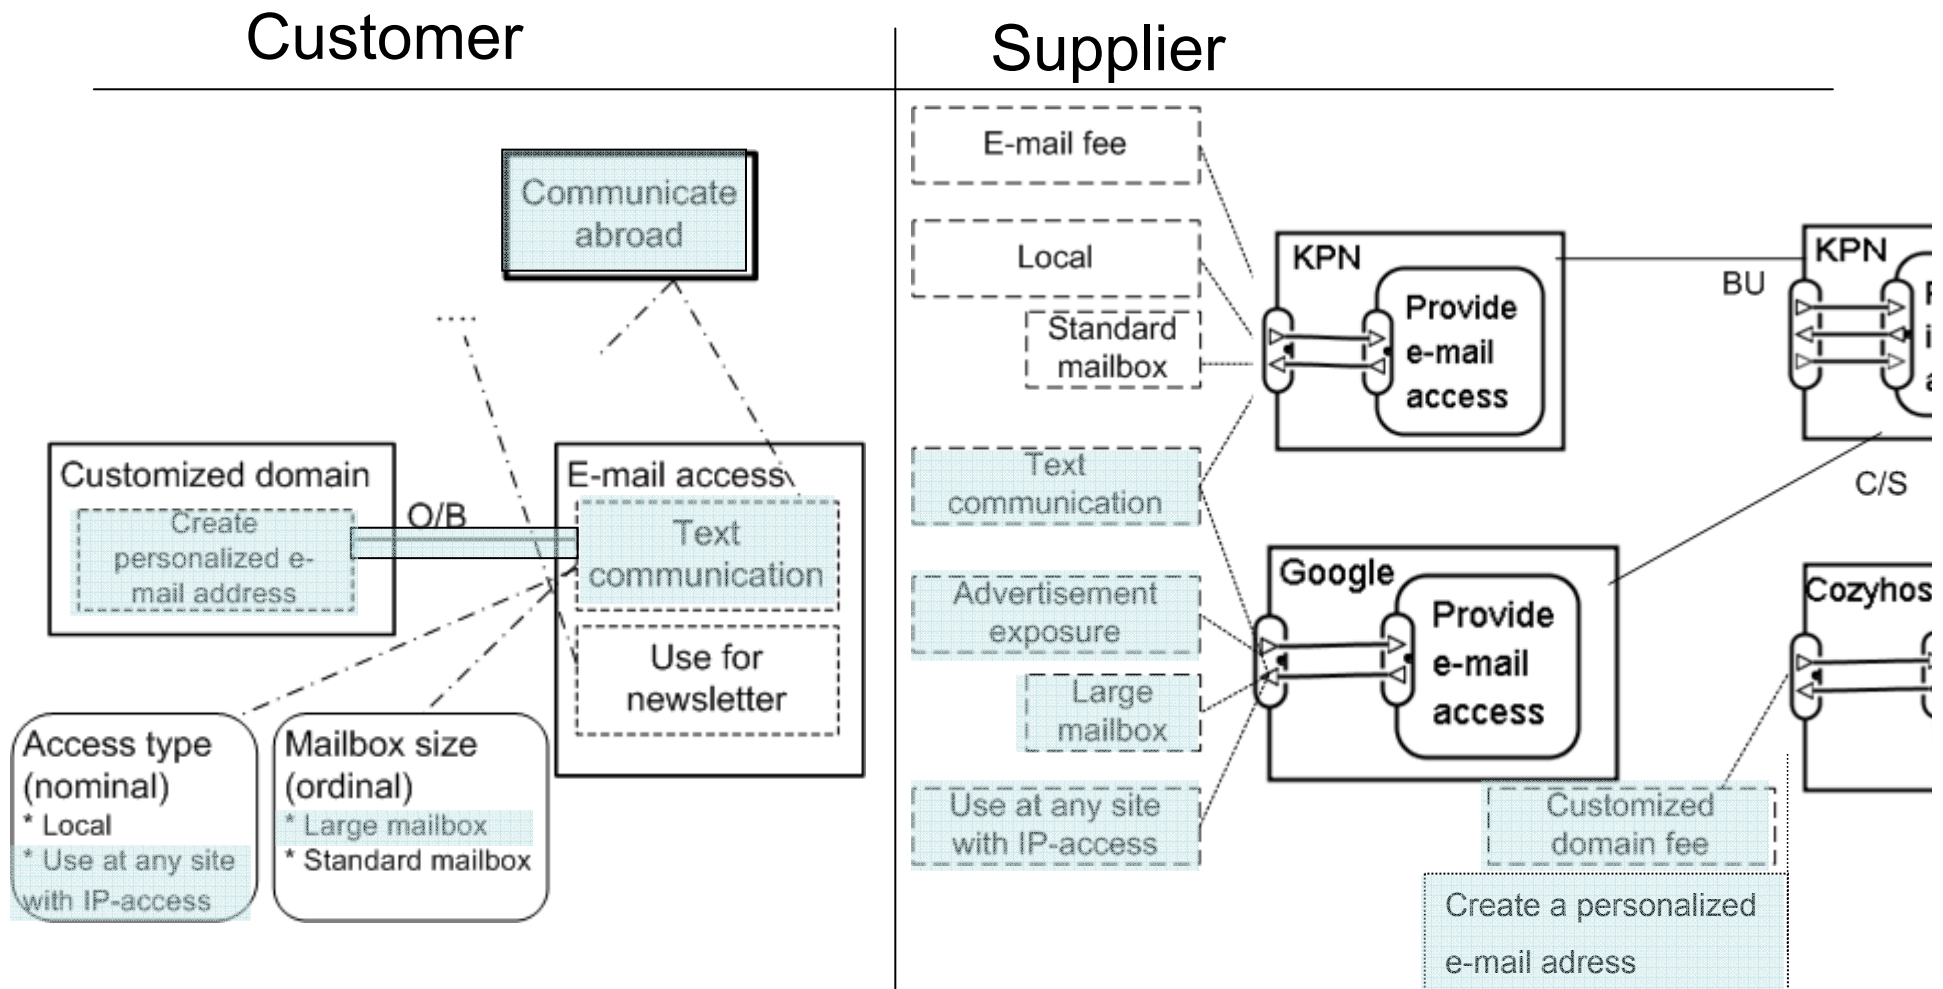 Customer
Communicate
abroad
.....
Customized domain
Create
personalized e-
mail address
O/B
E-mail access
Text
communication
Use for
newsletter
Access type
(nominal)
* Local
* Use at any site
with IP-access
Mailbox size
(ordinal)
* Large mailbox
* Standard mailbox
Supplier
E-mail fee
Local
Standard
mailbox
Text
communication
Advertisement
exposure
Large
mailbox
Use at any site
with IP-access
KPN
Provide
e-mail
access
BU
KPN
C/S
Google
Provide
e-mail
access
Cozyhos
Customized
domain fee
Create a personalized
e-mail adress